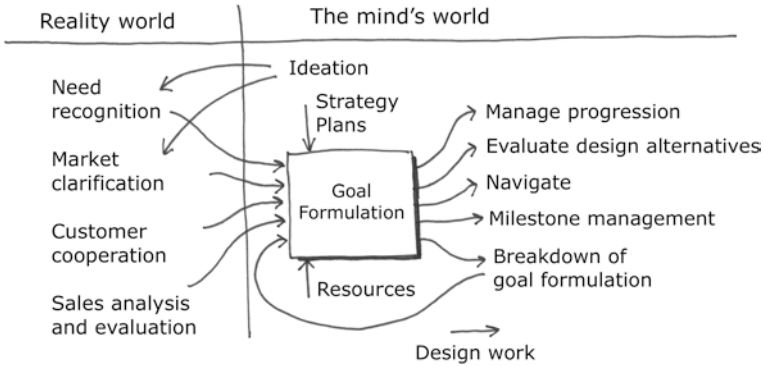 Reality world
The mind's world
Ideation
Need
recognition
Market
clarification
Customer
cooperation
Sales analysis
and evaluation
Strategy
Plans
Goal
Formulation
Resources
Manage progression
Evaluate design alternatives
Navigate
Milestone management
Breakdown of
goal formulation
Design work